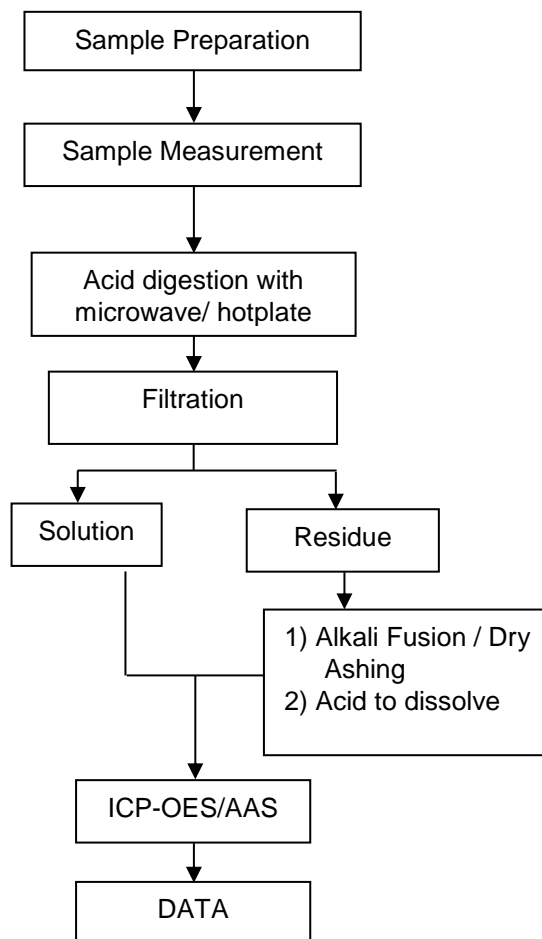 Sample Preparation
Sample Measurement
Acid digestion with
microwave/ hotplate
Filtration
Solution
Residue
1) Alkali Fusion / Dry
Ashing
2) Acid to dissolve
ICP-OES/AAS
DATA